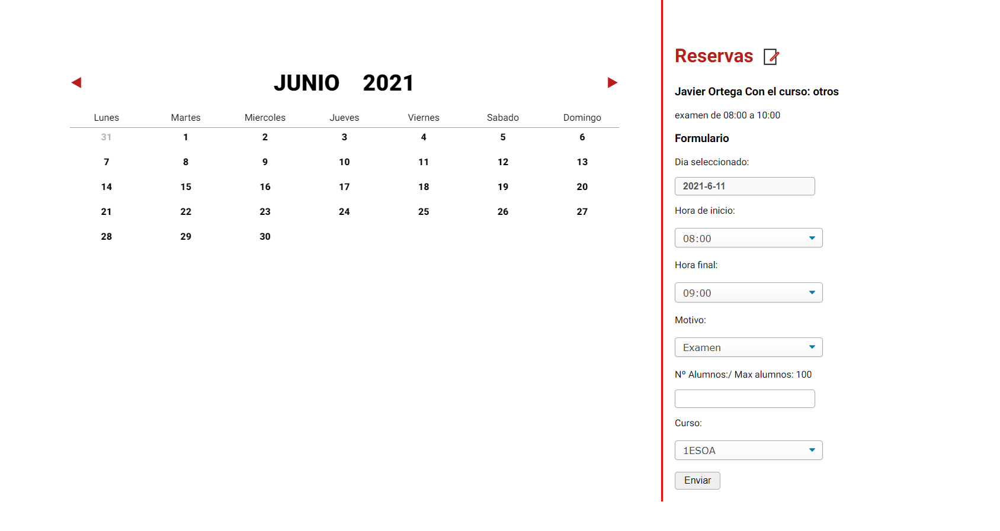 JUNIO 2021
Lunes Martes Miercoles Jueves Viernes Sabado Domingo
31 1 2 3 4 5 6
7 8 9 10 11 12 13
14 15 16 17 18 19 20
21 22 23 24 25 26 27
28 29 30
Reservas
Javier Ortega Con el curso: otros
examen de 08:00 a 10:00
Formulario
Dia seleccionado:
2021-6-11
Hora de inicio:
08:00
Hora final:
09:00
Motivo:
Examen
Nº Alumnos:/ Max alumnos: 100
Curso:
1ESOA
Enviar